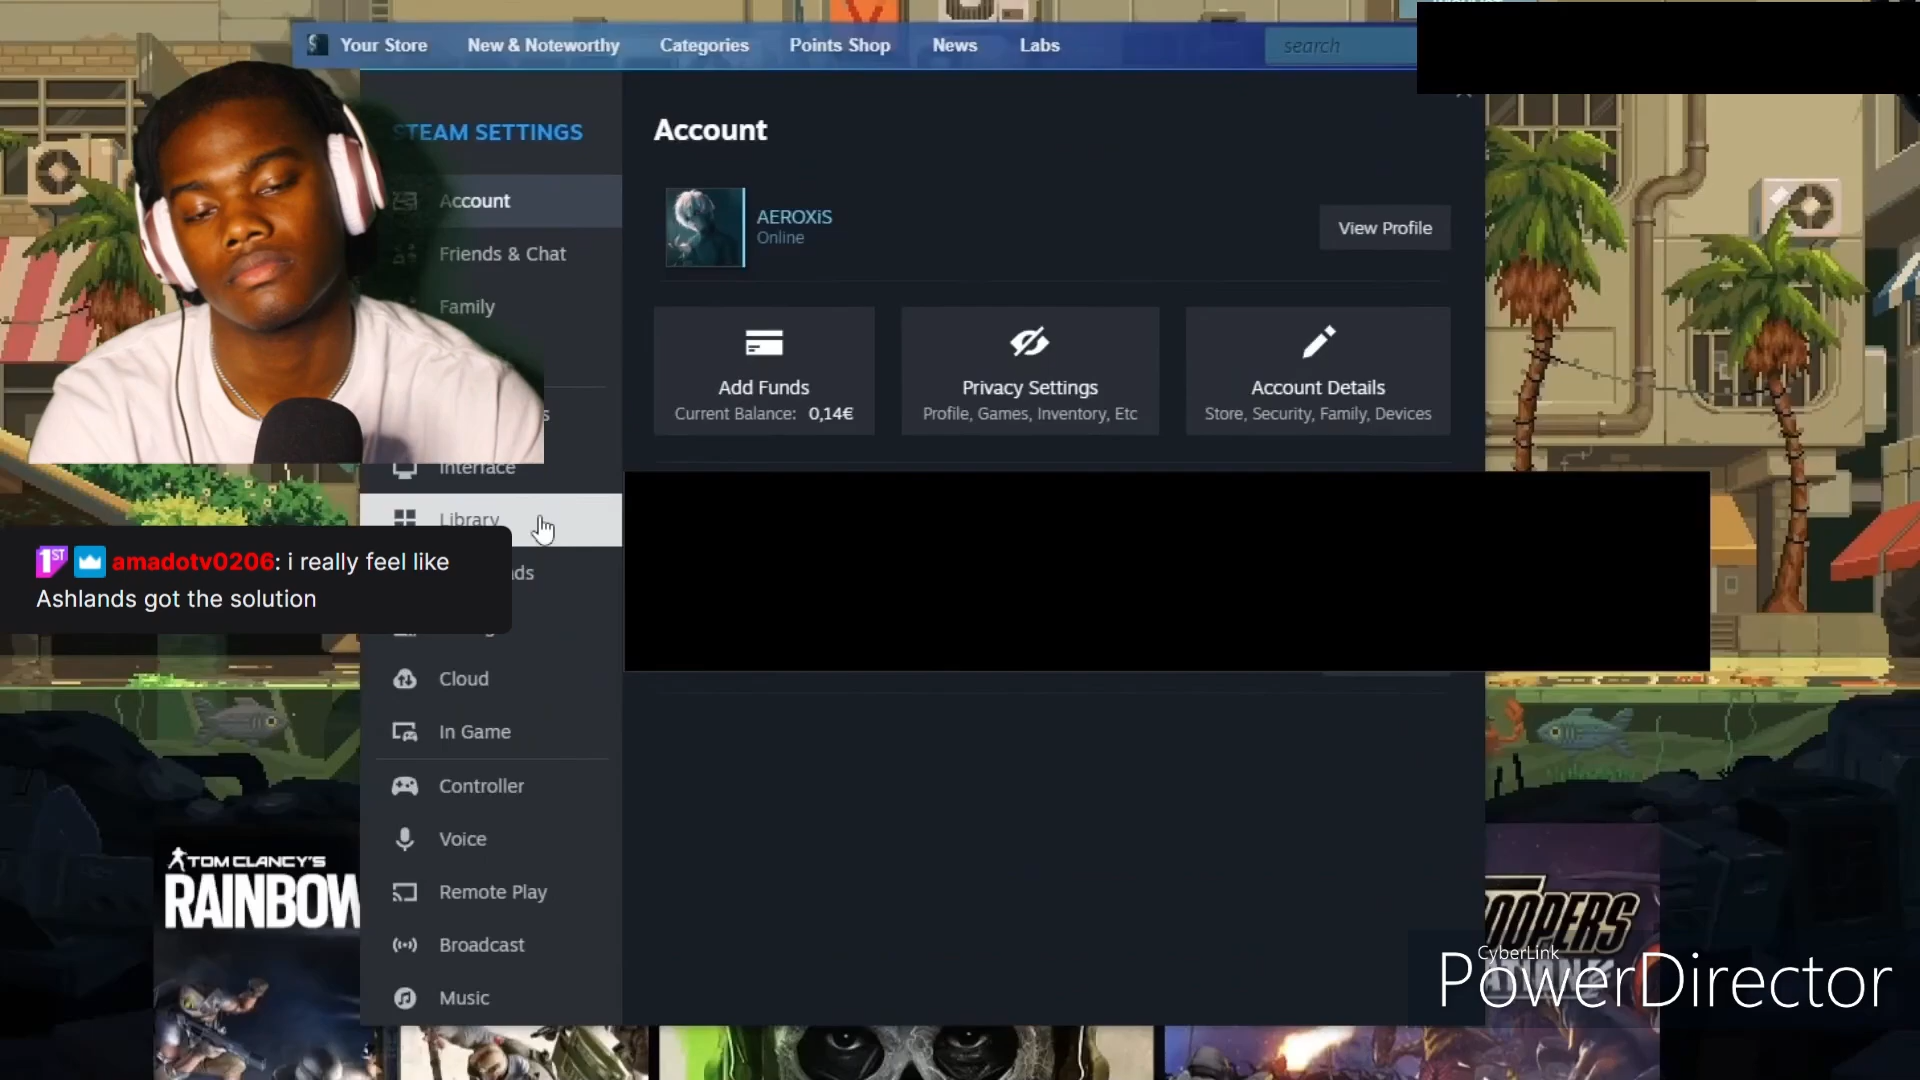 Your Store New & Noteworthy Categories Points Shop News Labs search
STEAM SETTINGS
Account
Friends & Chat
Family
Interface
Library
Cloud
In Game
Controller
Voice
Remote Play
Broadcast
Music
Account
AEROXiS
Online
View Profile
Add Funds
Current Balance: 0,14€
Privacy Settings
Profile, Games, Inventory, Etc
Account Details
Store, Security, Family, Devices
1ST amadotv0206: i really feel like
Ashlands got the solution
TOM CLANCY'S
RAINBOW
OOPERS
CyberLink
PowerDirector